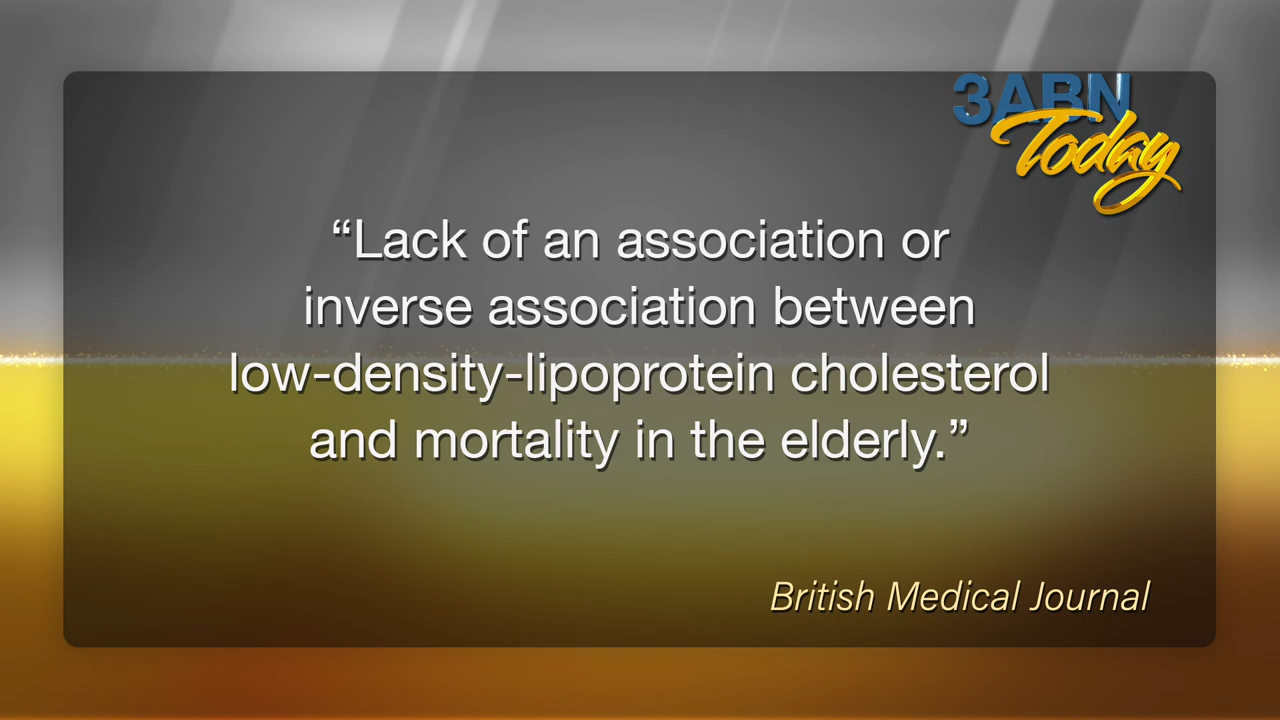 3ABN
Today
“Lack of an association or
inverse association between
low-density-lipoprotein cholesterol
and mortality in the elderly.”
British Medical Journal